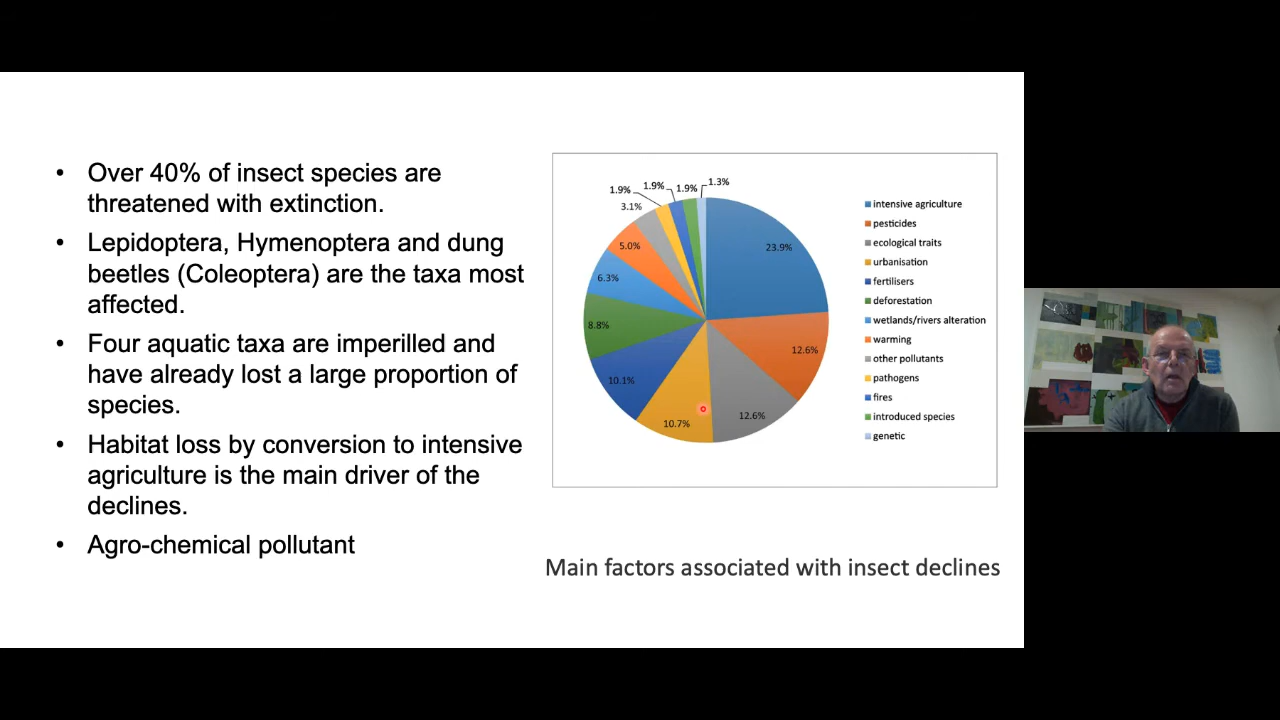 • Over 40% of insect species are
threatened with extinction.
• Lepidoptera, Hymenoptera and dung
beetles (Coleoptera) are the taxa most
affected.
• Four aquatic taxa are imperilled and
have already lost a large proportion of
species.
• Habitat loss by conversion to intensive
agriculture is the main driver of the
declines.
• Agro-chemical pollutant
1.9%
1.9%
1.9%
1.3%
3.1%
5.0%
6.3%
8.8%
10.1%
10.7%
12.6%
12.6%
23.9%
intensive agriculture
pesticides
ecological traits
urbanisation
fertilisers
deforestation
wetlands/rivers alteration
warming
other pollutants
pathogens
fires
introduced species
genetic
Main factors associated with insect declines